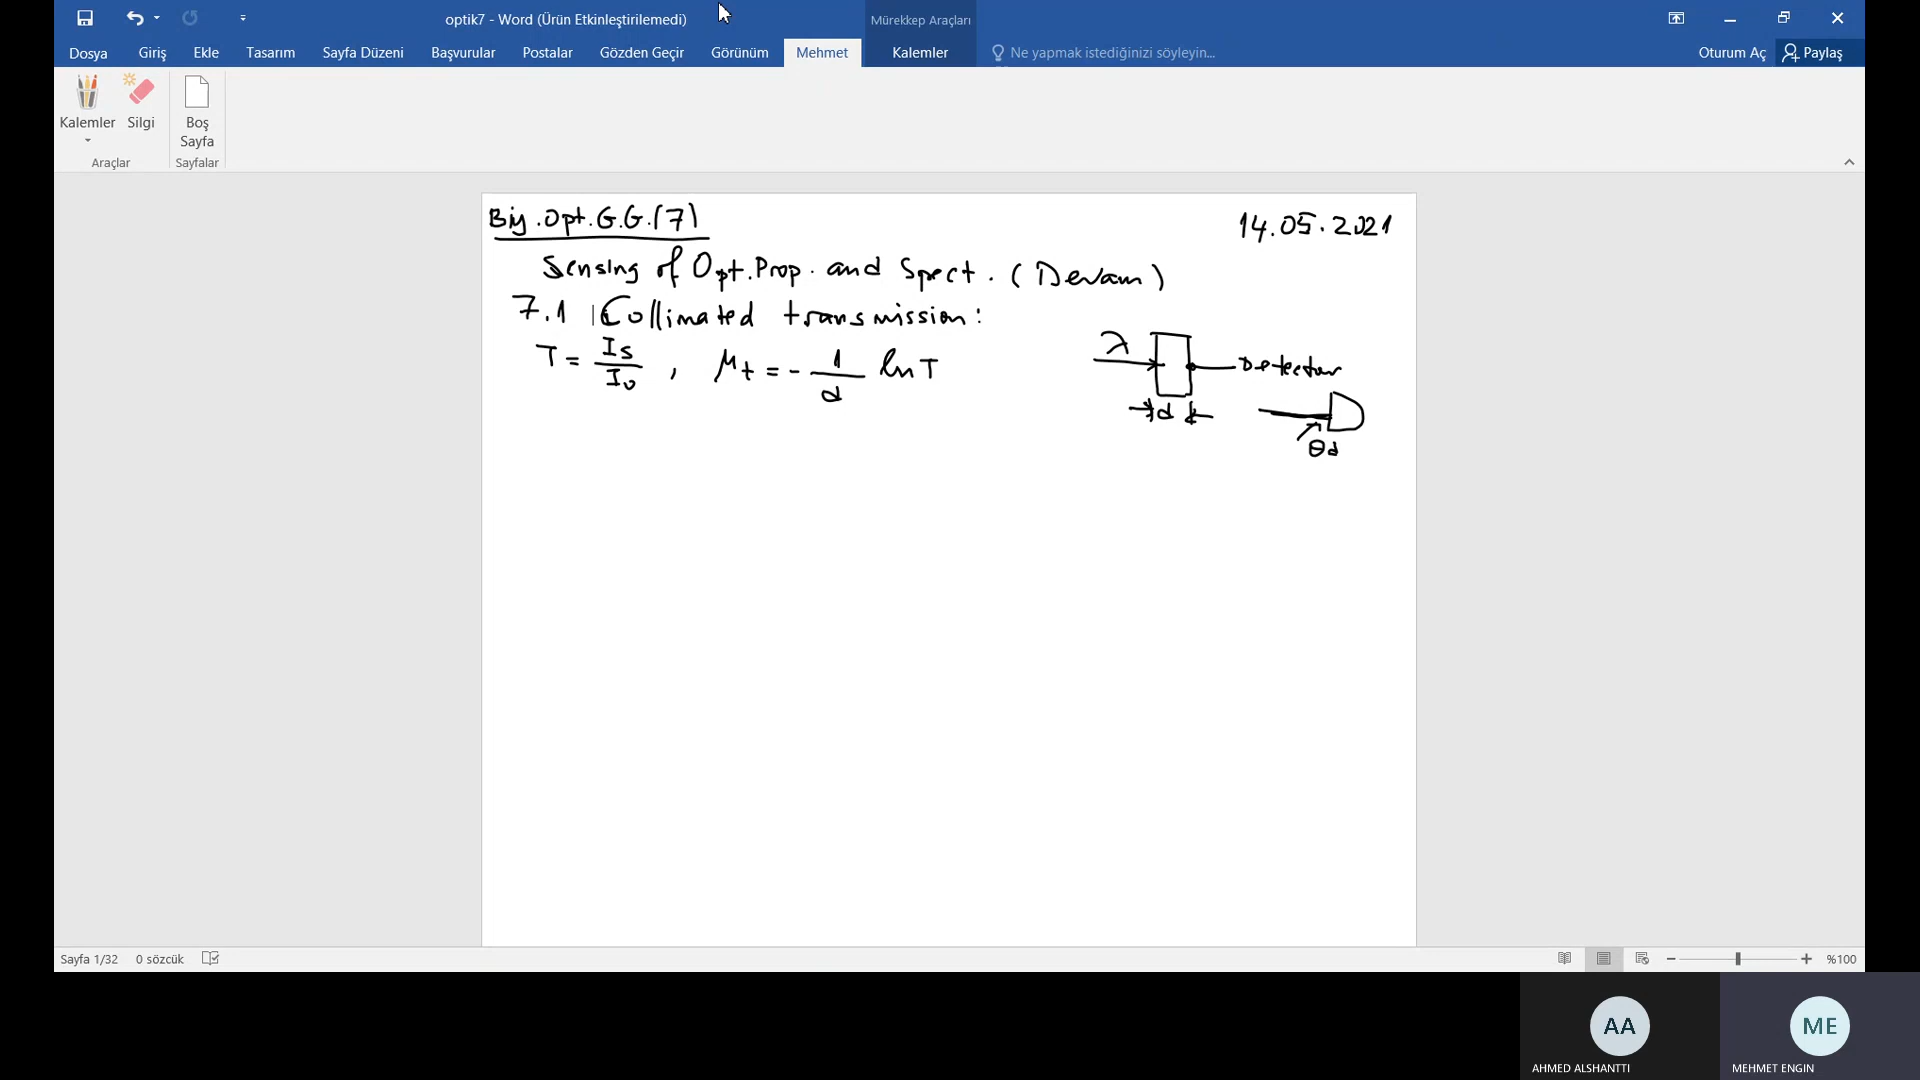 optik7 - Word (Ürün Etkinleştirilemedi)
Mürekkep Araçları
Dosya Giriş Ekle Tasarım Sayfa Düzeni Başvurular Postalar Gözden Geçir Görünüm Mehmet Kalemler Ne yapmak istediğinizi söyleyin... Oturum Aç Paylaş
Kalemler Silgi Boş Sayfa
Araçlar Sayfalar
Biy.Opt.G.G.(7) 14.05.2021
Sensing of Opt.Prop. and Spect. (Devam)
7.1 Collimated transmission:
T = Is/Io , μt = - 1/d ln T
λ Detector
d
θd
Sayfa 1/32 0 sözcük %100
AA ME
AHMED ALSHANTTI MEHMET ENGIN